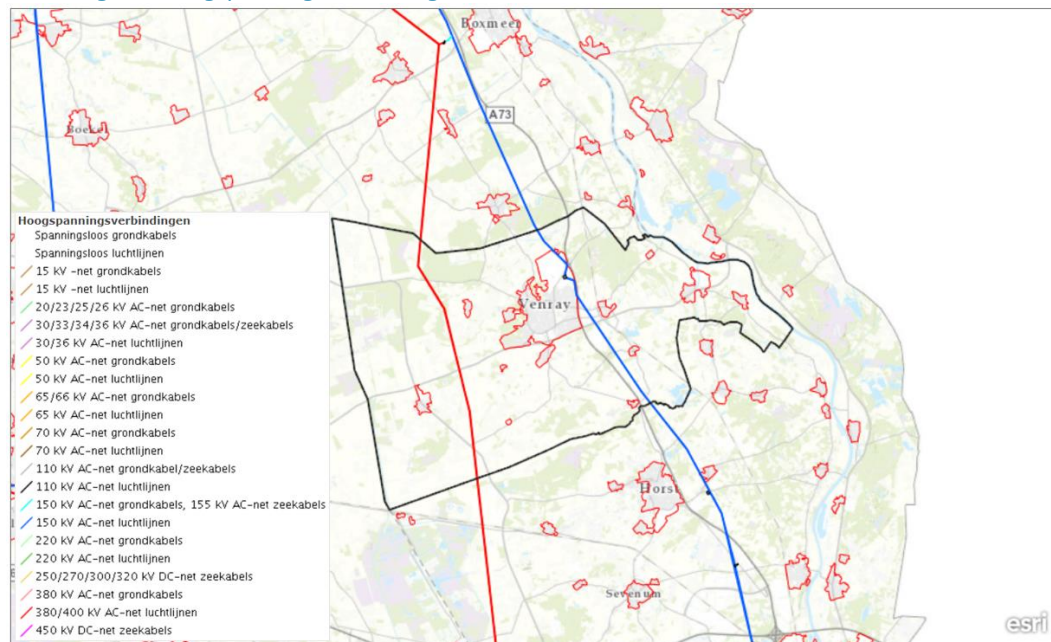 Boxmeer
A73
Boekel
Hoogspanningsverbindingen
Spanningsloos grondkabels
Spanningsloos luchtlijnen
15 kV -net grondkabels
15 kV -net luchtlijnen
20/23/25/26 kV AC-net grondkabels
30/33/34/36 kV AC-net grondkabels/zeekabels
30/36 kV AC-net luchtlijnen
50 kV AC-net grondkabels
50 kV AC-net luchtlijnen
65/66 kV AC-net grondkabels
65 kV AC-net luchtlijnen
70 kV AC-net grondkabels
70 kV AC-net luchtlijnen
110 kV AC-net grondkabel/zeekabels
110 kV AC-net luchtlijnen
150 kV AC-net grondkabels, 155 kV AC-net zeekabels
150 kV AC-net luchtlijnen
220 kV AC-net grondkabels
220 kV AC-net luchtlijnen
250/270/300/320 kV DC-net zeekabels
380 kV AC-net grondkabels
380/400 kV AC-net luchtlijnen
450 kV DC-net zeekabels
Venray
Horst
Sevenum
esri